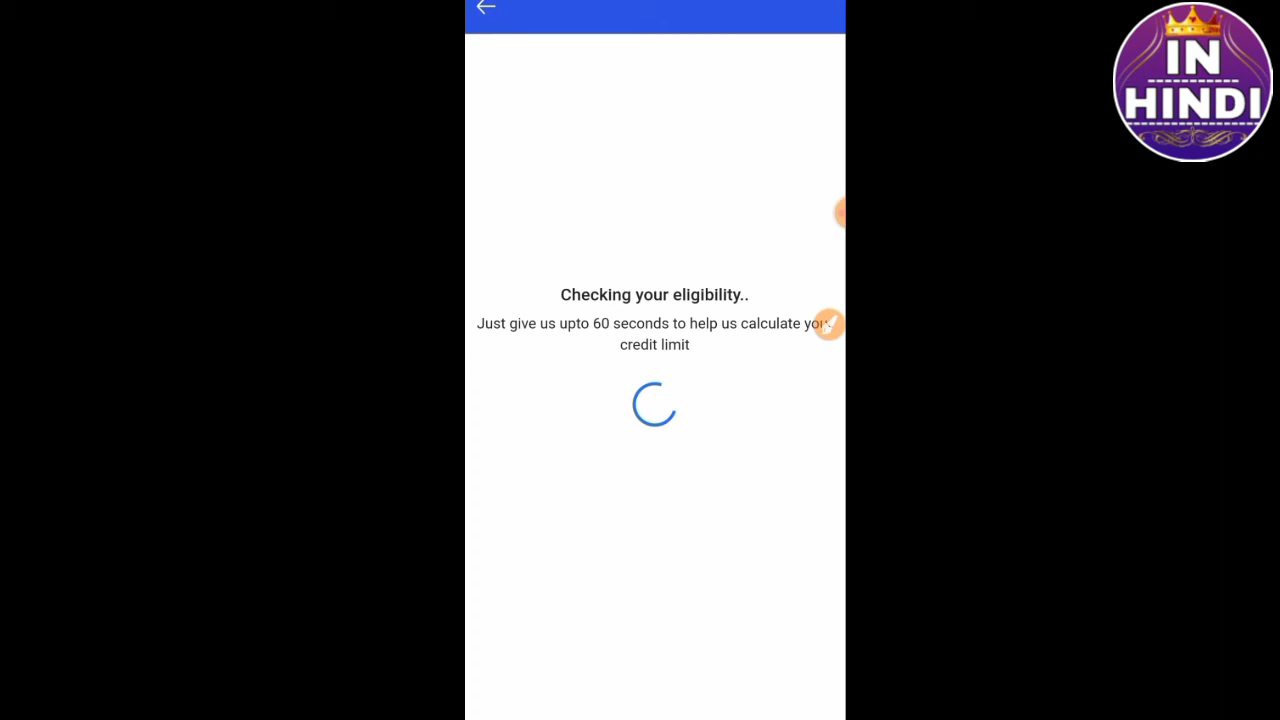 IN
HINDI
Checking your eligibility..
Just give us upto 60 seconds to help us calculate
credit limit